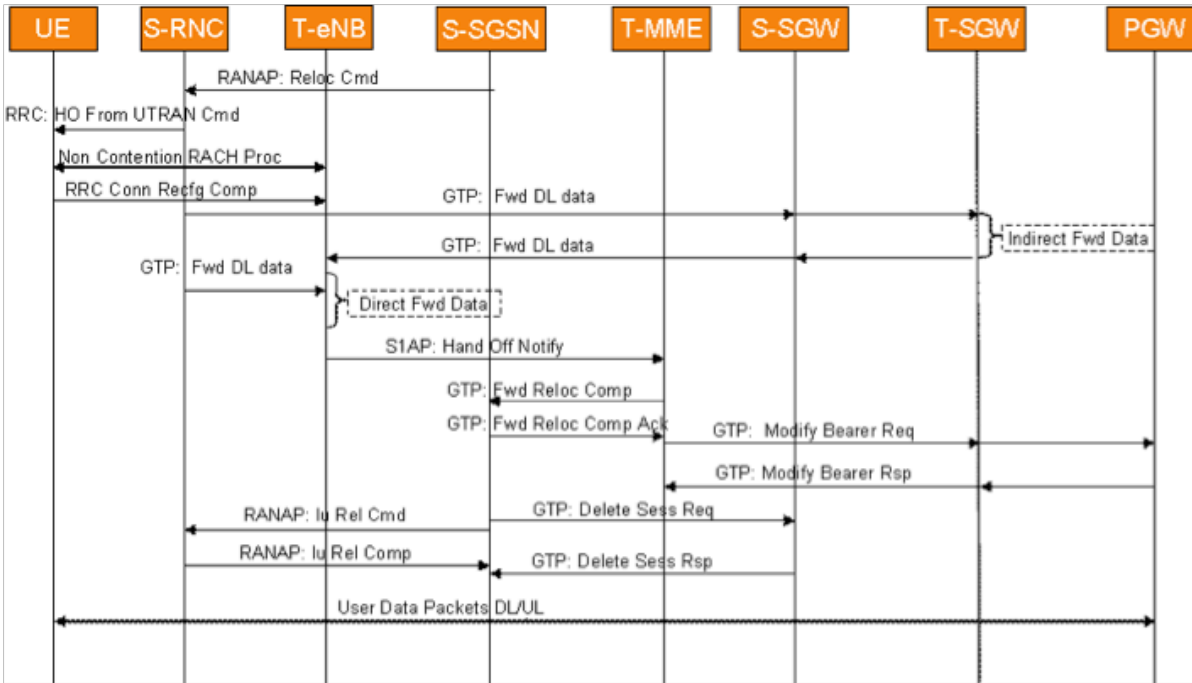 UE
S-RNC
T-eNB
S-SGSN
T-MME
S-SGW
T-SGW
PGW
RANAP: Reloc Cmd
RRC: HO From UTRAN Cmd
Non Contention RACH Proc
RRC Conn Recfg Comp
GTP: Fwd DL data
Indirect Fwd Data
GTP: Fwd DL data
GTP: Fwd DL data
Direct Fwd Data
S1AP: Hand Off Notify
GTP: Fwd Reloc Comp
GTP: Fwd Reloc Comp Ack
GTP: Modify Bearer Req
GTP: Modify Bearer Rsp
RANAP: Iu Rel Cmd
GTP: Delete Sess Req
RANAP: Iu Rel Comp
GTP: Delete Sess Rsp
User Data Packets DL/UL